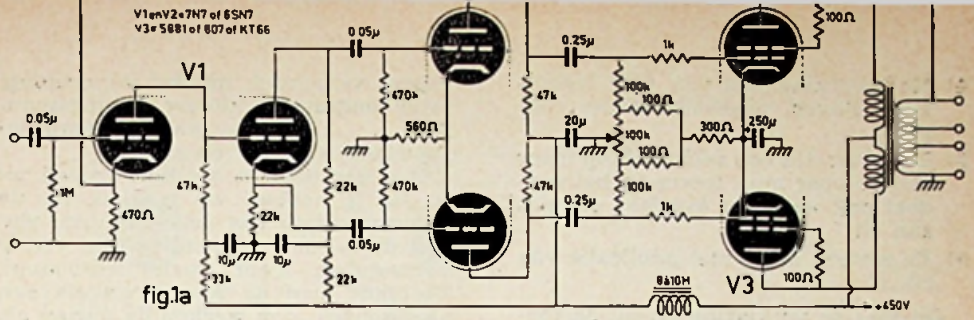 V1 en V2=7N7 of 6SN7
V3= 5881 of 807 of KT66
0.05µ
0.25µ
1k
100Ω
V1
0.05µ
470k
47k
100k
100Ω
560Ω
20µ
100k
300Ω
250µ
100Ω
1M
47k
22k
470k
47k
100k
470Ω
22k
0.05µ
0.25µ
1k
10µ
10µ
33k
22k
fig.1a
8à10H
V3
100Ω
+450V